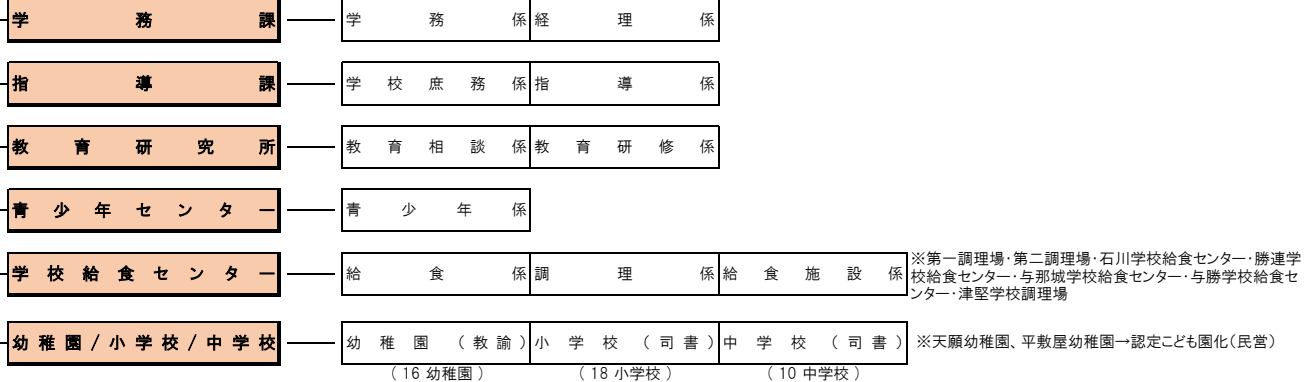 学務課 学務係 経理係
指導課 学校庶務係 指導係
教育研究所 教育相談係 教育研修係
青少年センター 青少年係
学校給食センター 給食係 調理係 給食施設係
※第一調理場･第二調理場･石川学校給食センター･勝連学
校給食センター･与那城学校給食センター･与勝学校給食セ
ンター･津堅学校調理場
幼稚園/小学校/中学校 幼稚園(教諭) 小学校(司書) 中学校(司書) ※天願幼稚園、平敷屋幼稚園→認定こども園化(民営)
(16幼稚園) (18小学校) (10中学校)